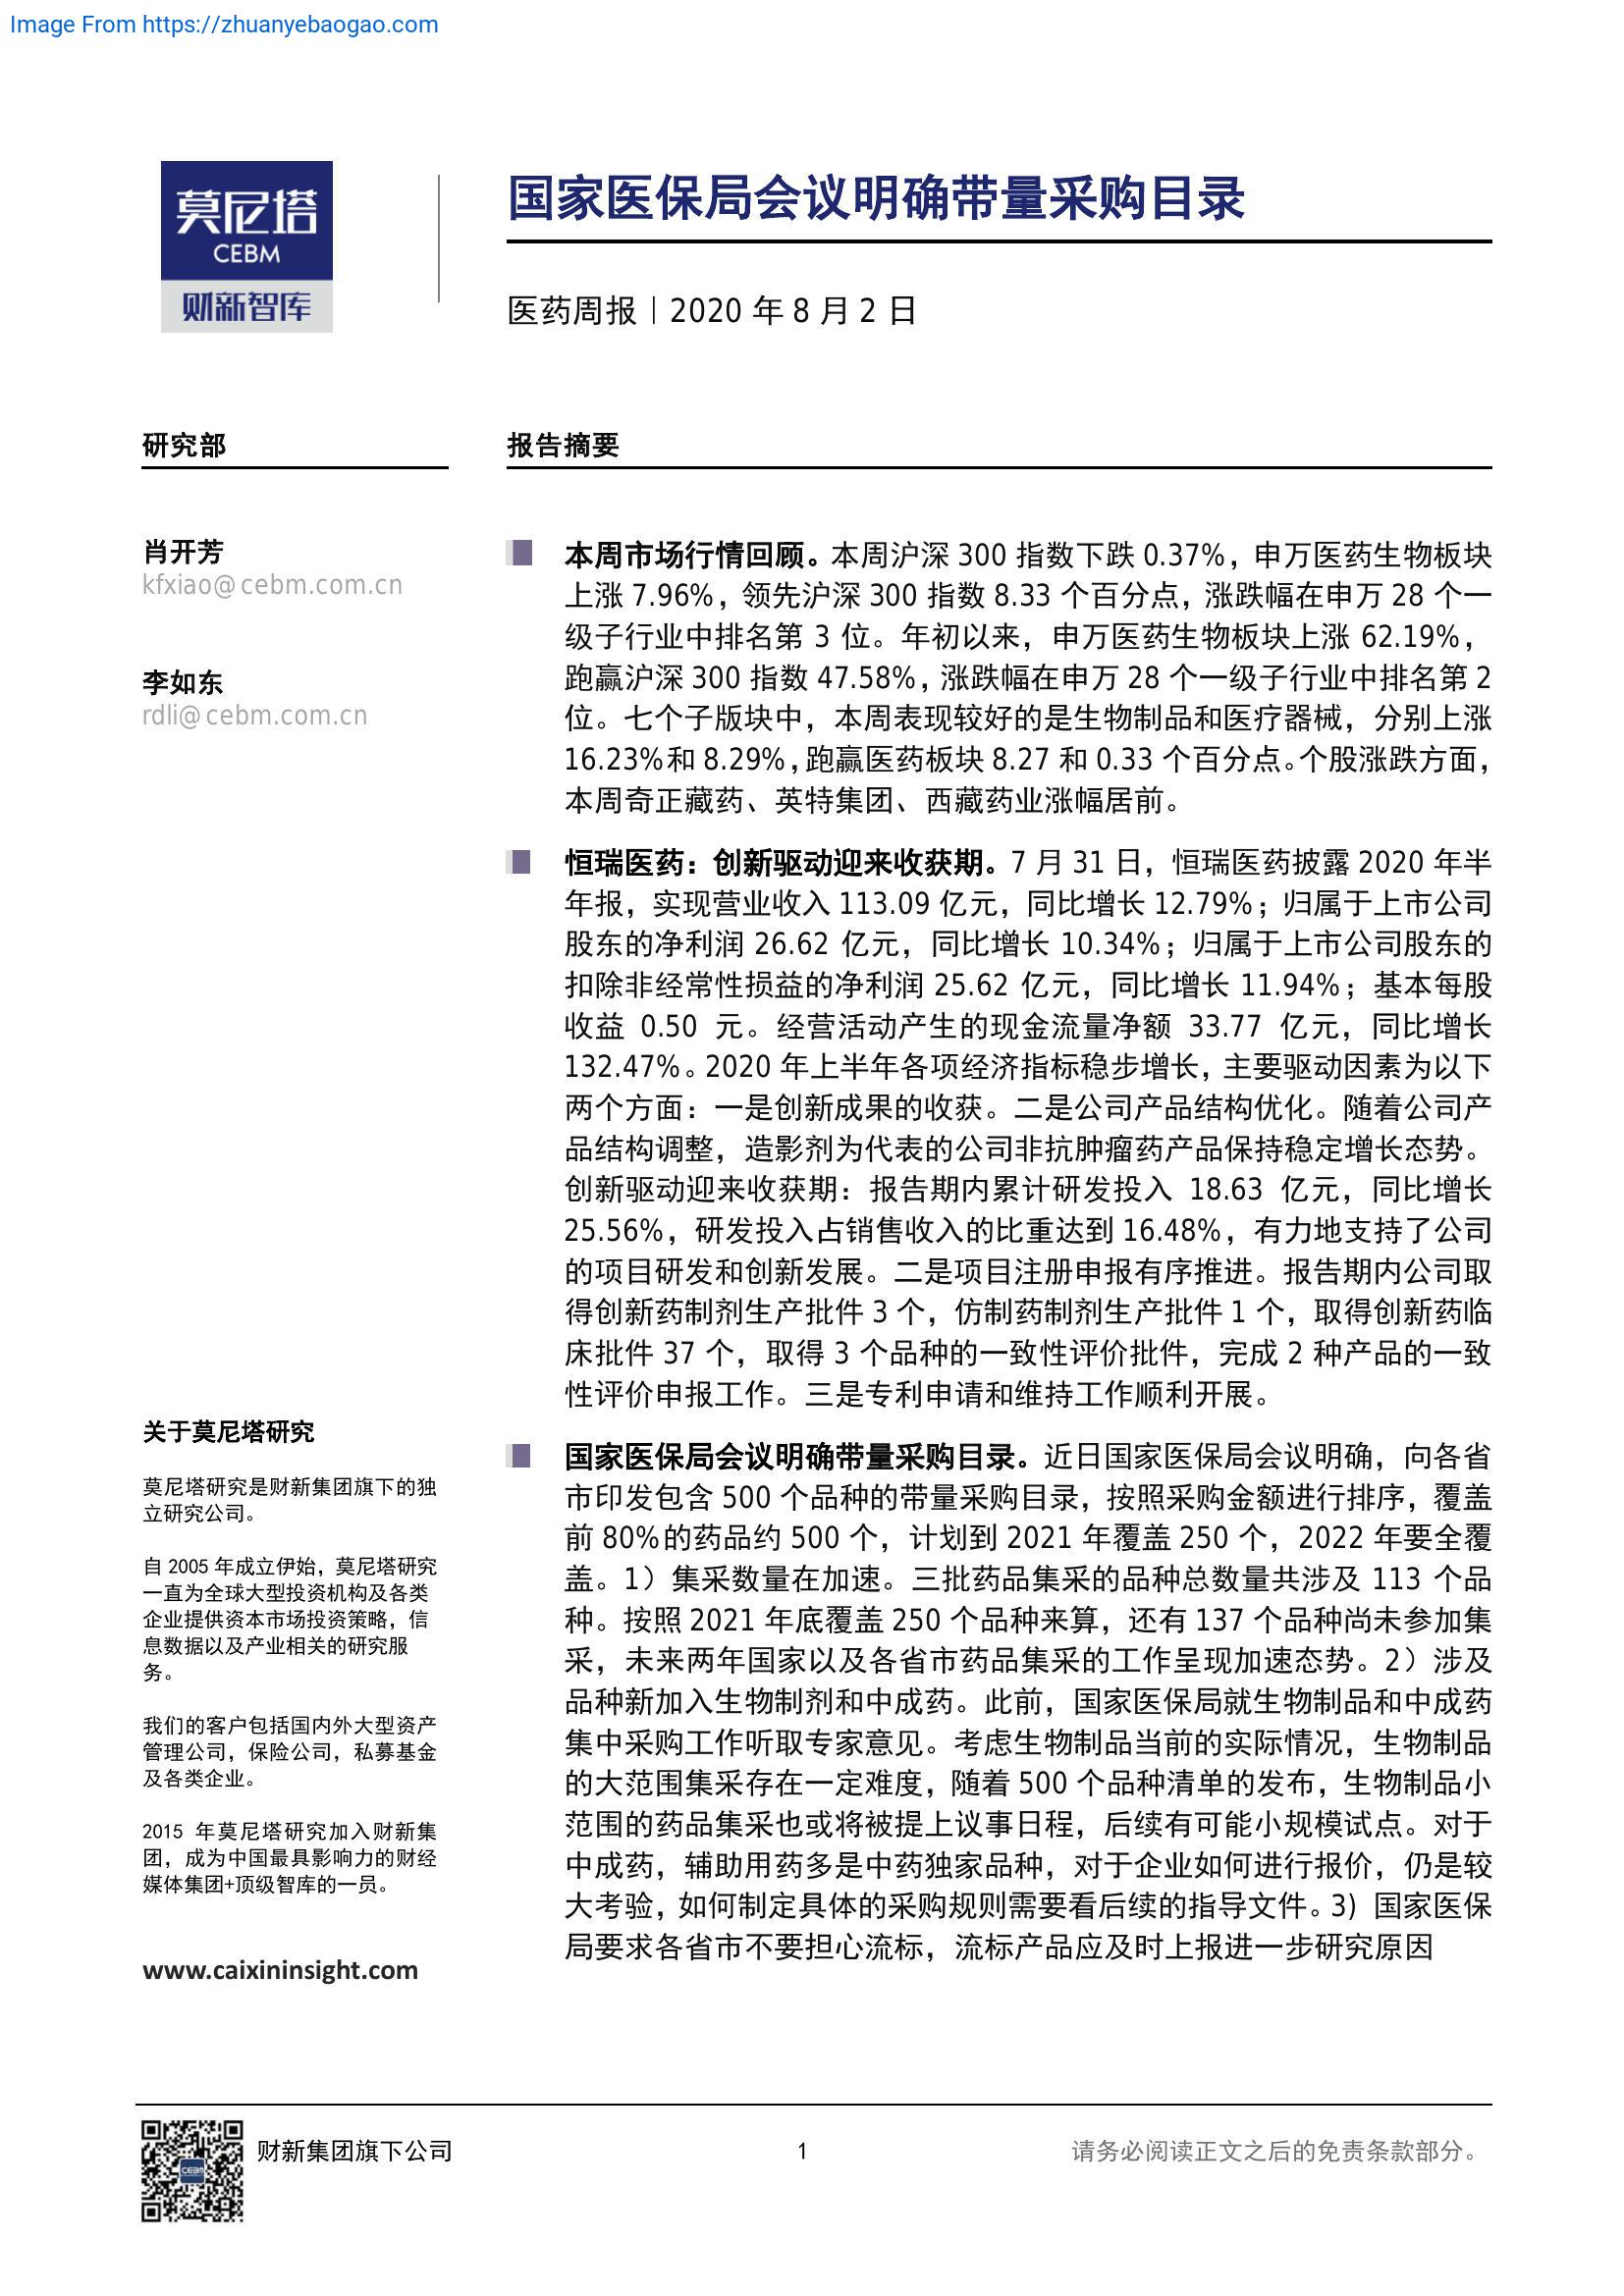 Image From https://zhuanyebaogao.com
莫尼塔
CEBM
财新智库
国家医保局会议明确带量采购目录
医药周报|2020 年 8 月 2 日
研究部
肖开芳
kfxiao@cebm.com.cn
李如东
rdli@cebm.com.cn
关于莫尼塔研究
莫尼塔研究是财新集团旗下的独
立研究公司。
自 2005 年成立伊始，莫尼塔研究
一直为全球大型投资机构及各类
企业提供资本市场投资策略，信
息数据以及产业相关的研究服
务。
我们的客户包括国内外大型资产
管理公司，保险公司，私募基金
及各类企业。
2015 年莫尼塔研究加入财新集
团，成为中国最具影响力的财经
媒体集团+顶级智库的一员。
www.caixininsight.com
报告摘要
本周市场行情回顾。本周沪深 300 指数下跌 0.37%，申万医药生物板块
上涨 7.96%，领先沪深 300 指数 8.33 个百分点，涨跌幅在申万 28 个一
级子行业中排名第 3 位。年初以来，申万医药生物板块上涨 62.19%，
跑赢沪深 300 指数 47.58%，涨跌幅在申万 28 个一级子行业中排名第 2
位。七个子版块中，本周表现较好的是生物制品和医疗器械，分别上涨
16.23%和 8.29%，跑赢医药板块 8.27 和 0.33 个百分点。个股涨跌方面，
本周奇正藏药、英特集团、西藏药业涨幅居前。
恒瑞医药：创新驱动迎来收获期。7 月 31 日，恒瑞医药披露 2020 年半
年报，实现营业收入 113.09 亿元，同比增长 12.79%；归属于上市公司
股东的净利润 26.62 亿元，同比增长 10.34%；归属于上市公司股东的
扣除非经常性损益的净利润 25.62 亿元，同比增长 11.94%；基本每股
收益 0.50 元。经营活动产生的现金流量净额 33.77 亿元，同比增长
132.47%。2020 年上半年各项经济指标稳步增长，主要驱动因素为以下
两个方面：一是创新成果的收获。二是公司产品结构优化。随着公司产
品结构调整，造影剂为代表的公司非抗肿瘤药产品保持稳定增长态势。
创新驱动迎来收获期：报告期内累计研发投入 18.63 亿元，同比增长
25.56%，研发投入占销售收入的比重达到 16.48%，有力地支持了公司
的项目研发和创新发展。二是项目注册申报有序推进。报告期内公司取
得创新药制剂生产批件 3 个，仿制药制剂生产批件 1 个，取得创新药临
床批件 37 个，取得 3 个品种的一致性评价批件，完成 2 种产品的一致
性评价申报工作。三是专利申请和维持工作顺利开展。
国家医保局会议明确带量采购目录。近日国家医保局会议明确，向各省
市印发包含 500 个品种的带量采购目录，按照采购金额进行排序，覆盖
前 80%的药品约 500 个，计划到 2021 年覆盖 250 个，2022 年要全覆
盖。1）集采数量在加速。三批药品集采的品种总数量共涉及 113 个品
种。按照 2021 年底覆盖 250 个品种来算，还有 137 个品种尚未参加集
采，未来两年国家以及各省市药品集采的工作呈现加速态势。2）涉及
品种新加入生物制剂和中成药。此前，国家医保局就生物制品和中成药
集中采购工作听取专家意见。考虑生物制品当前的实际情况，生物制品
的大范围集采存在一定难度，随着 500 个品种清单的发布，生物制品小
范围的药品集采也或将被提上议事日程，后续有可能小规模试点。对于
中成药，辅助用药多是中药独家品种，对于企业如何进行报价，仍是较
大考验，如何制定具体的采购规则需要看后续的指导文件。3）国家医保
局要求各省市不要担心流标，流标产品应及时上报进一步研究原因
CEBM
财新集团旗下公司
1
请务必阅读正文之后的免责条款部分。